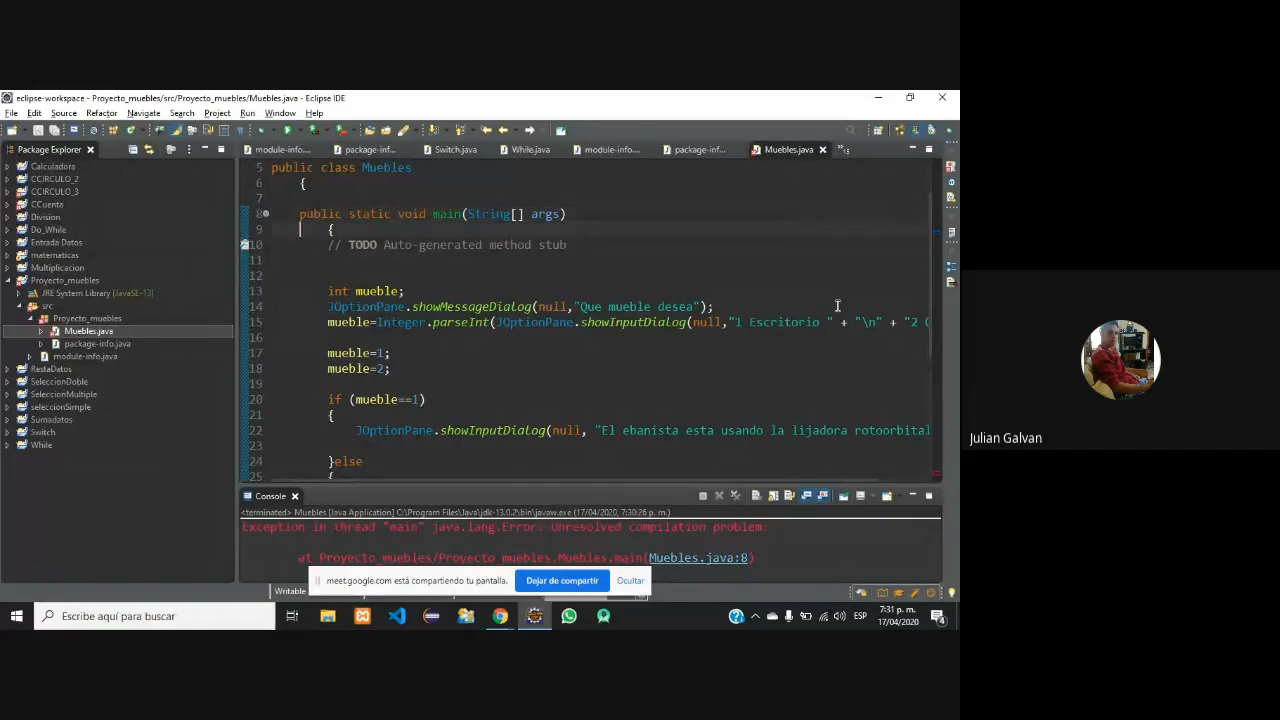 eclipse-workspace - Proyecto_muebles/src/Proyecto_muebles/Muebles.java - Eclipse IDE
File Edit Source Refactor Navigate Search Project Run Window Help
Package Explorer
module-info.... package-inf... Switch.java While.java module-info.... package-inf... Muebles.java 15
Calculadora
CCIRCULO_2
CCIRCULO_3
CCuenta
Division
Do_While
Entrada Datos
matematicas
Multiplicacion
Proyecto_muebles
JRE System Library [JavaSE-13]
src
Proyecto_muebles
Muebles.java
package-info.java
module-info.java
RestaDatos
SeleccionDoble
SeleccionMultiple
seleccionSimple
Sumadatos
Switch
While
5 public class Muebles
6 {
7
8 public static void main(String[] args)
9 {
10 // TODO Auto-generated method stub
11
12
13 int mueble;
14 JOptionPane.showMessageDialog(null,"Que mueble desea");
15 mueble=Integer.parseInt(JOptionPane.showInputDialog(null,"1 Escritorio " + "\n" + "2
16
17 mueble=1;
18 mueble=2;
19
20 if (mueble==1)
21 {
22 JOptionPane.showInputDialog(null, "El ebanista esta usando la lijadora rotoorbital
23
24 }else
25 {
Console
<terminated> Muebles [Java Application] C:\Program Files\Java\jdk-13.0.2\bin\javaw.exe (17/04/2020, 7:30:26 p. m.)
Exception in thread "main" java.lang.Error: Unresolved compilation problem:
at Proyecto_muebles/Proyecto_muebles.Muebles.main(Muebles.java:8)
meet.google.com está compartiendo tu pantalla. Dejar de compartir Ocultar
Writable
Escribe aquí para buscar
ESP
7:31 p. m.
17/04/2020
4
Julian Galvan